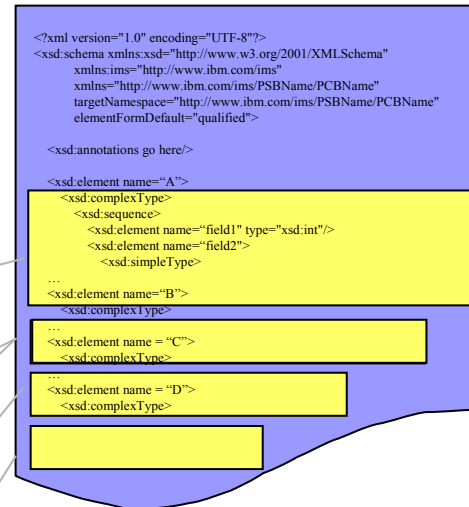 <?xml version="1.0" encoding="UTF-8"?>
<xsd:schema xmlns:xsd="http://www.w3.org/2001/XMLSchema"
xmlns:ims="http://www.ibm.com/ims"
xmlns="http://www.ibm.com/ims/PSBName/PCBName"
targetNamespace="http://www.ibm.com/ims/PSBName/PCBName"
elementFormDefault="qualified">
<xsd:annotations go here/>
<xsd:element name=“A”>
<xsd:complexType>
<xsd:sequence>
<xsd:element name=“field1" type="xsd:int"/>
<xsd:element name=“field2">
<xsd:simpleType>
…
<xsd:element name=“B”>
<xsd:complexType>
…
<xsd:element name = “C”>
<xsd:complexType>
…
<xsd:element name = “D”>
<xsd:complexType>